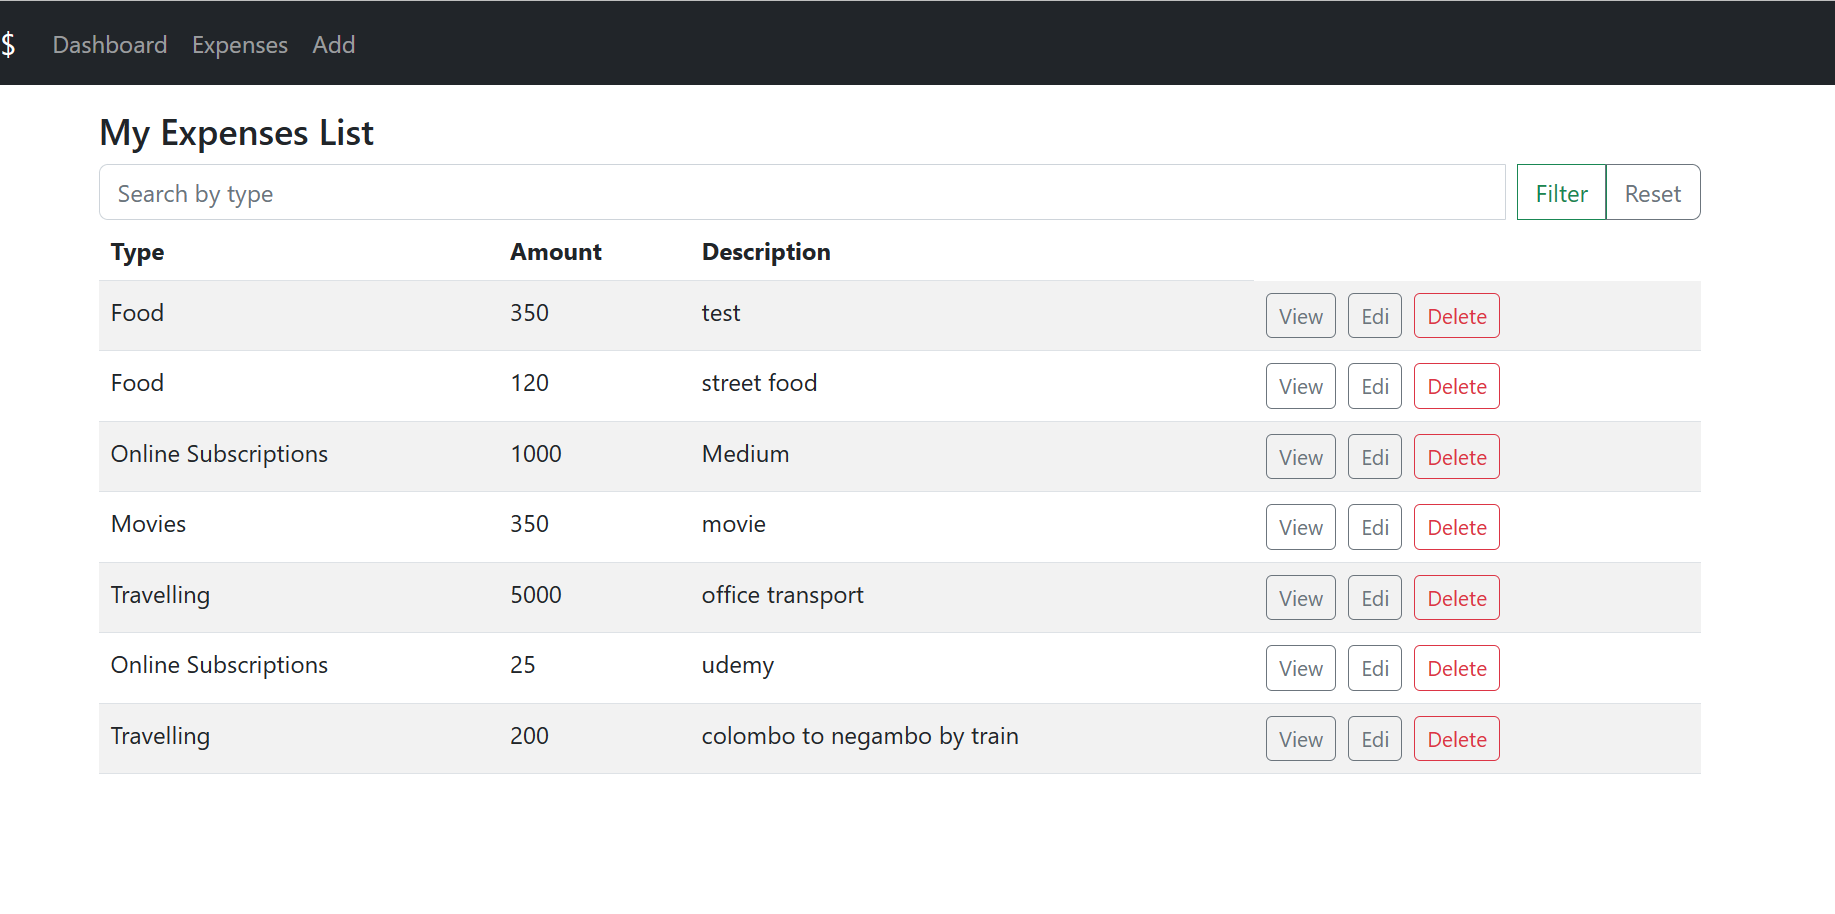 $ Dashboard Expenses Add
My Expenses List
Search by type Filter Reset
Type Amount Description
Food 350 test View Edi Delete
Food 120 street food View Edi Delete
Online Subscriptions 1000 Medium View Edi Delete
Movies 350 movie View Edi Delete
Travelling 5000 office transport View Edi Delete
Online Subscriptions 25 udemy View Edi Delete
Travelling 200 colombo to negambo by train View Edi Delete